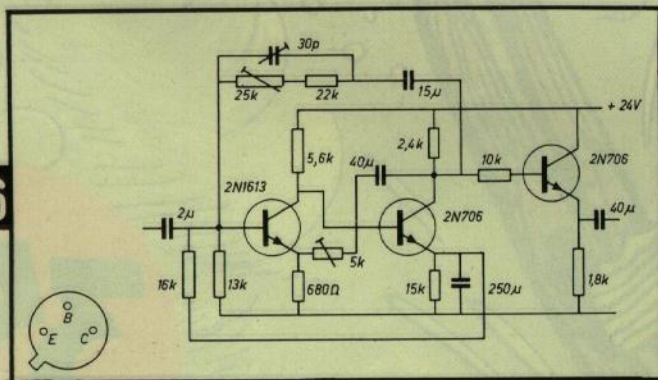 30p
25k
22k
15µ
+ 24V
5,6k
40µ
2,4k
10k
2N706
2N1613
2µ
2N706
40µ
5k
16k
13k
680Ω
15k
250µ
1,8k
B
E
C